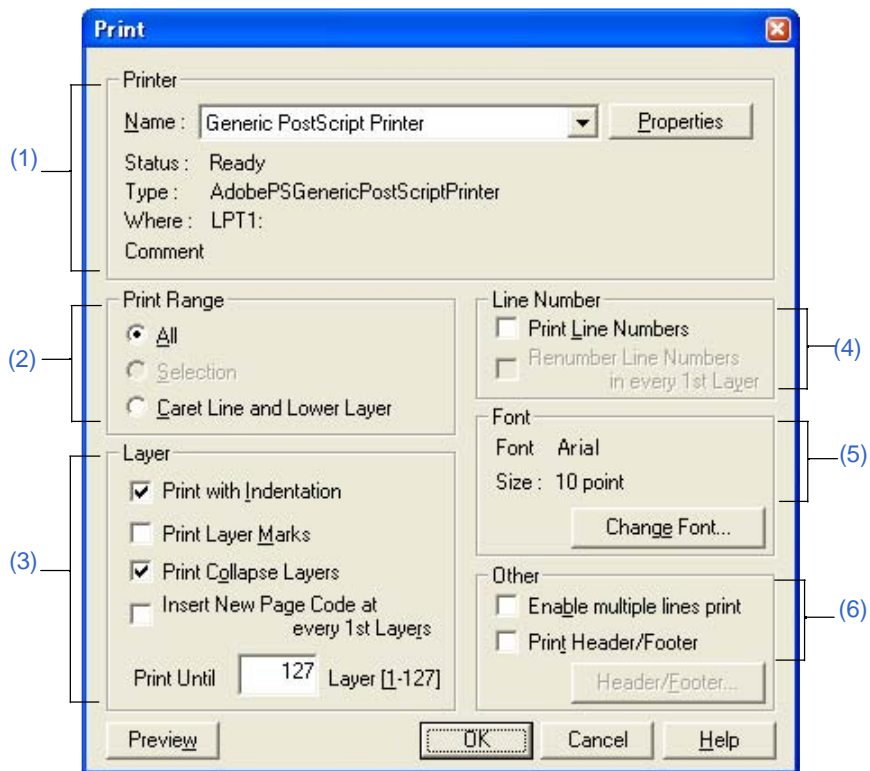 Print
Printer
Name : Generic PostScript Printer Properties
Status : Ready
Type : AdobePSGenericPostScriptPrinter
Where : LPT1:
Comment
(1)
Print Range
All
Selection
Caret Line and Lower Layer
(2)
Layer
Print with Indentation
Print Layer Marks
Print Collapse Layers
Insert New Page Code at
every 1st Layers
Print Until 127 Layer [1-127]
(3)
Line Number
Print Line Numbers
Renumber Line Numbers
in every 1st Layer
(4)
Font
Font Arial
Size : 10 point
Change Font...
(5)
Other
Enable multiple lines print
Print Header/Footer
Header/Footer...
(6)
Preview OK Cancel Help